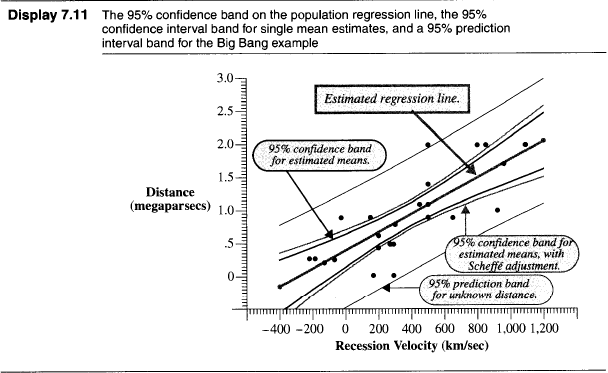 Display 7.11
The 95% confidence band on the population regression line, the 95%
confidence interval band for single mean estimates, and a 95% prediction
interval band for the Big Bang example
3.0
2.5
2.0
1.5
1.0
.5
0
Distance
(megaparsecs)
Estimated regression line.
95% confidence band
for estimated means.
95% confidence band for
estimated means, with
Scheffé adjustment.
95% prediction band
for unknown distance.
−400 −200 0 200 400 600 800 1,000 1,200
Recession Velocity (km/sec)